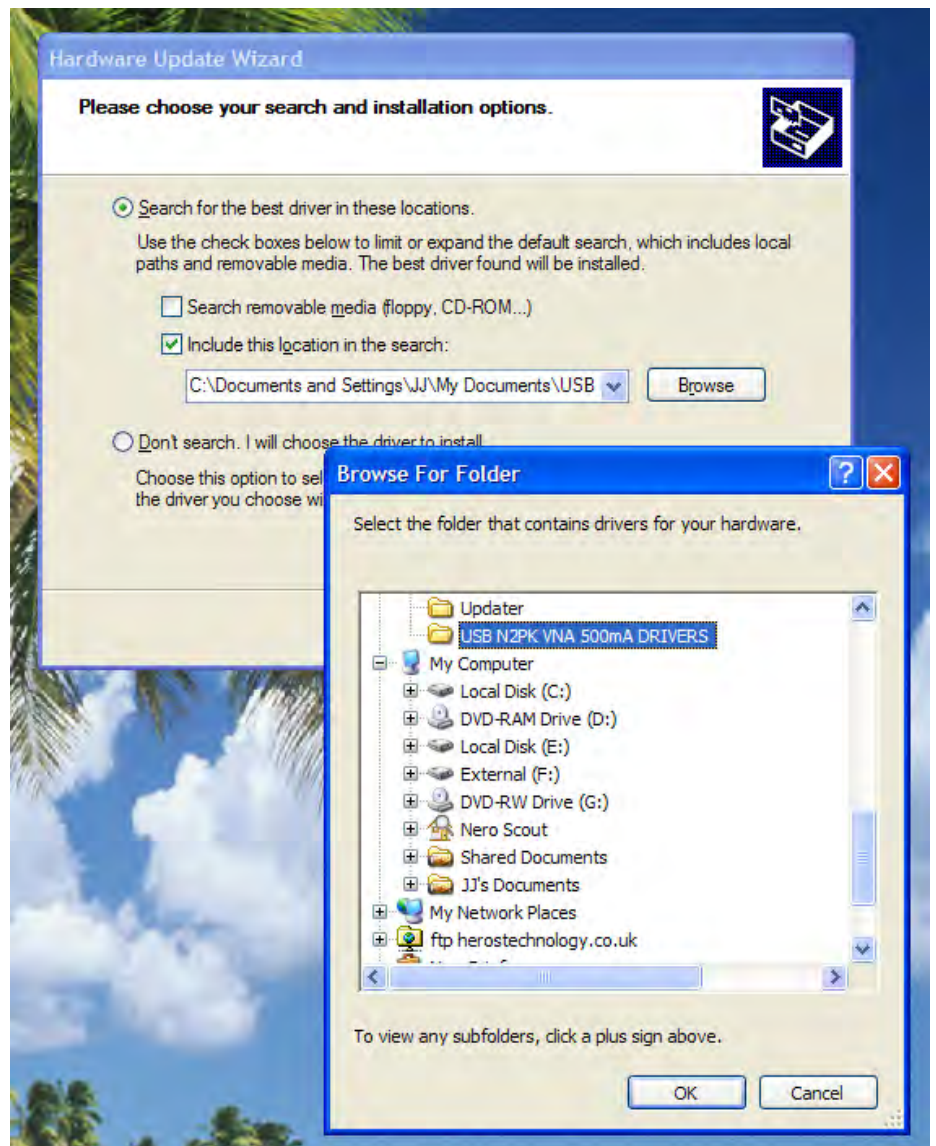 Hardware Update Wizard
Please choose your search and installation options.
Search for the best driver in these locations.
Use the check boxes below to limit or expand the default search, which includes local
paths and removable media. The best driver found will be installed.
Search removable media (floppy, CD-ROM...)
Include this location in the search:
C:\Documents and Settings\JJ\My Documents\USB
Browse
Don't search. I will choose the driver to install.
Choose this option to sel
the driver you choose wi
Browse For Folder
Select the folder that contains drivers for your hardware.
Updater
USB N2PK VNA 500mA DRIVERS
My Computer
Local Disk (C:)
DVD-RAM Drive (D:)
Local Disk (E:)
External (F:)
DVD-RW Drive (G:)
Nero Scout
Shared Documents
JJ's Documents
My Network Places
ftp herostechnology.co.uk
To view any subfolders, click a plus sign above.
OK
Cancel